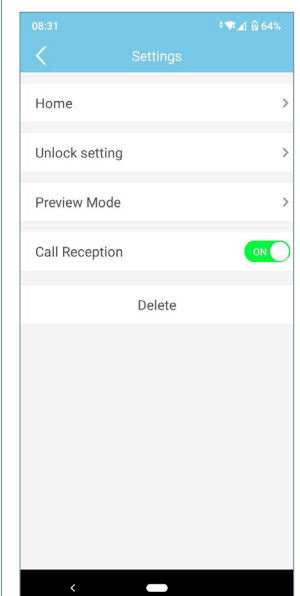 08:31 64%
Settings
Home
Unlock setting
Preview Mode
Call Reception ON
Delete